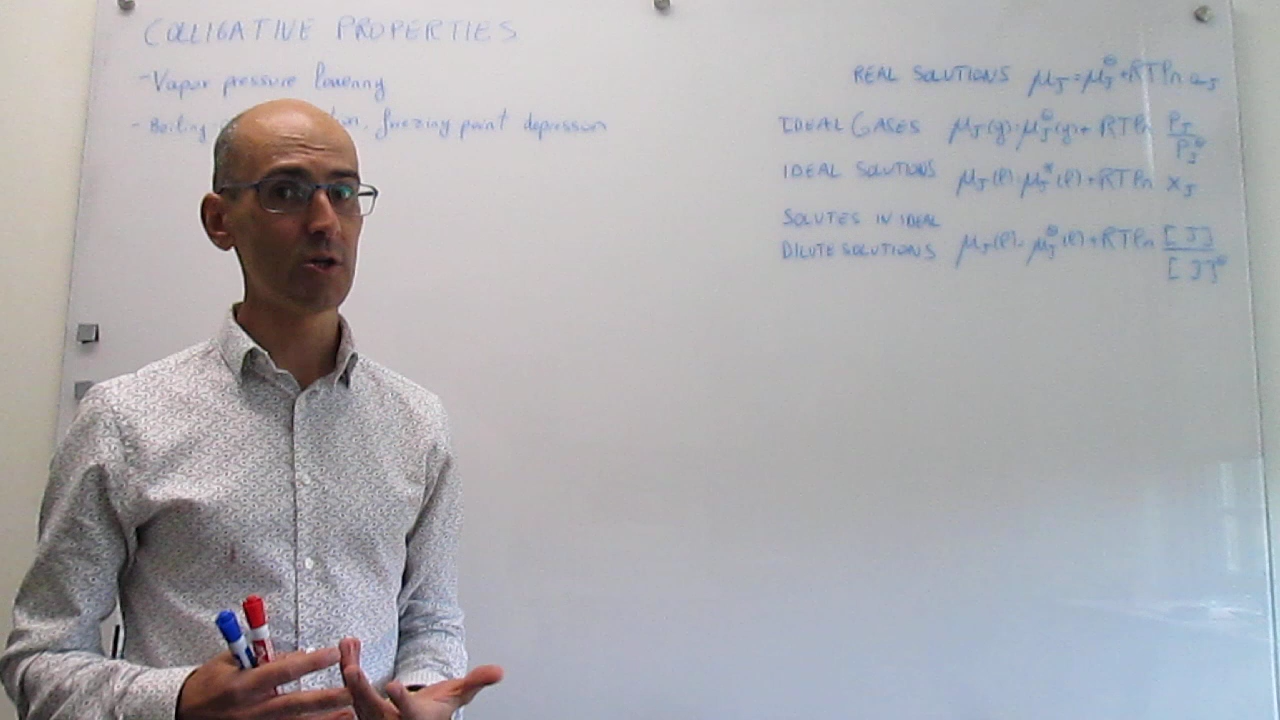 COLLIGATIVE PROPERTIES
- Vapor pressure lowering
- Boiling freezing point depression
REAL SOLUTIONS μJ = μJ° + RT ln aJ
IDEAL GASES μJ(g) = μJ°(g) + RT ln PJ/PJ°
IDEAL SOLUTIONS μJ(l) = μJ*(l) + RT ln xJ
SOLUTES IN IDEAL
DILUTE SOLUTIONS μJ(l) = μJ°(l) + RT ln [J]/[J]°